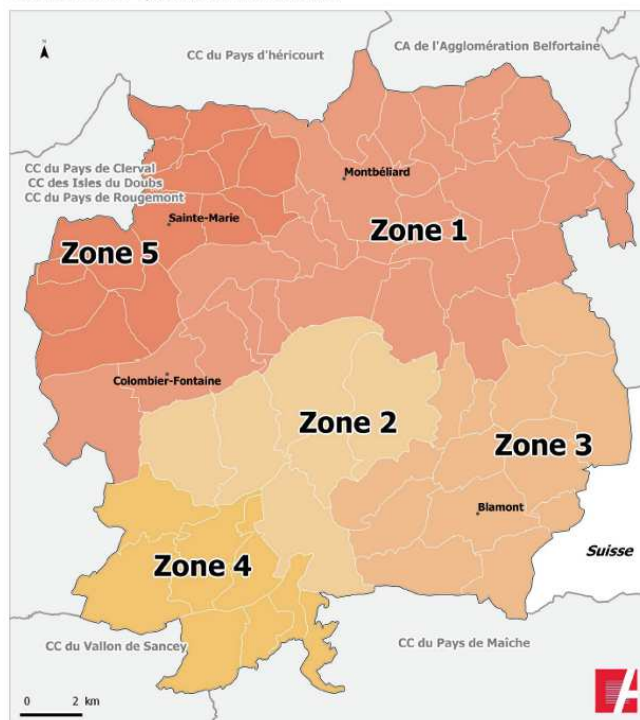 CC du Pays d'héricourt
CA de l'Agglomération Belfortaine
CC du Pays de Clerval
CC des Isles du Doubs
CC du Pays de Rougemont
Montbéliard
Sainte-Marie
Zone 1
Zone 5
Colombier-Fontaine
Zone 2
Zone 3
Blamont
Suisse
Zone 4
CC du Vallon de Sancey
CC du Pays de Maîche
0 2 km